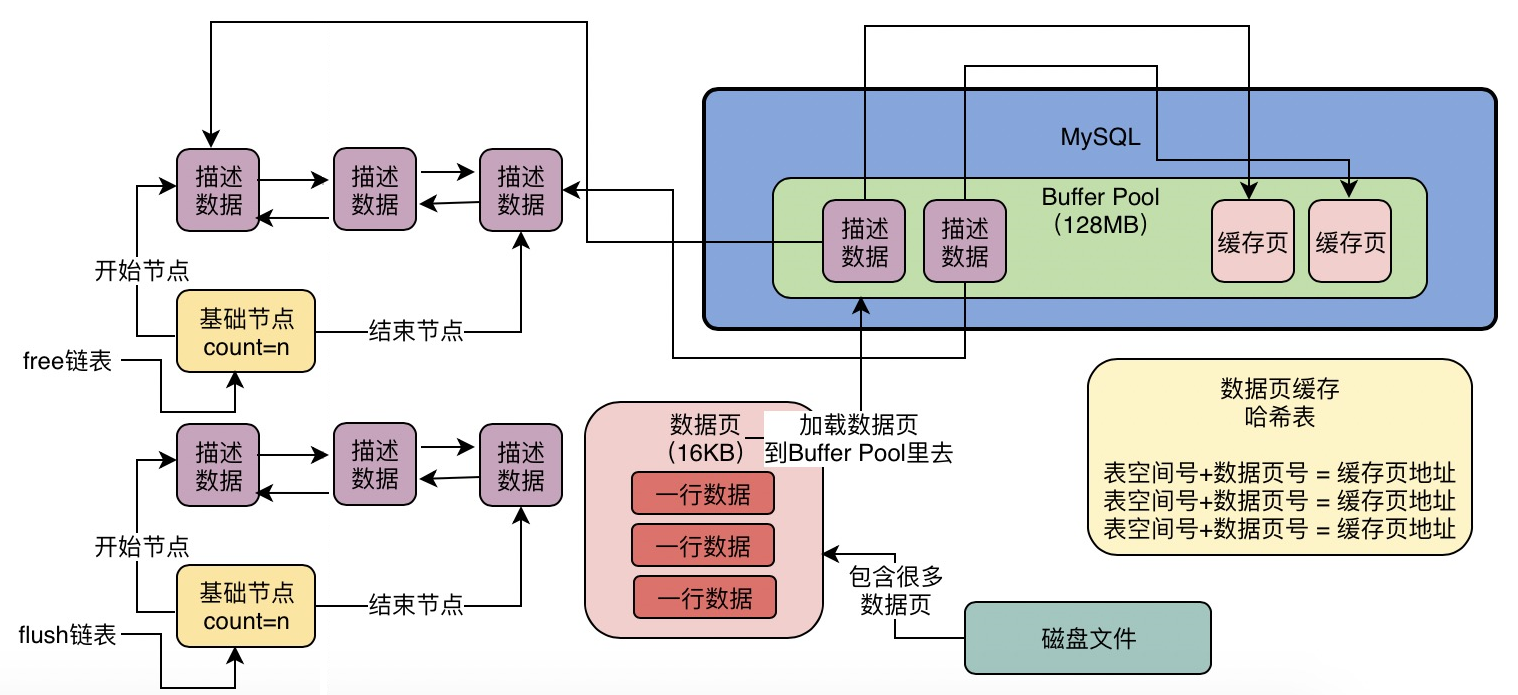 MySQL
Buffer Pool
（128MB）
描述
数据
描述
数据
描述
数据
描述
数据
描述
数据
缓存页
缓存页
开始节点
基础节点
count=n
结束节点
free链表
数据页缓存
哈希表
表空间号+数据页号 = 缓存页地址
表空间号+数据页号 = 缓存页地址
表空间号+数据页号 = 缓存页地址
数据页
（16KB）
加载数据页
到Buffer Pool里去
一行数据
一行数据
一行数据
描述
数据
描述
数据
描述
数据
开始节点
基础节点
count=n
结束节点
flush链表
包含很多
数据页
磁盘文件